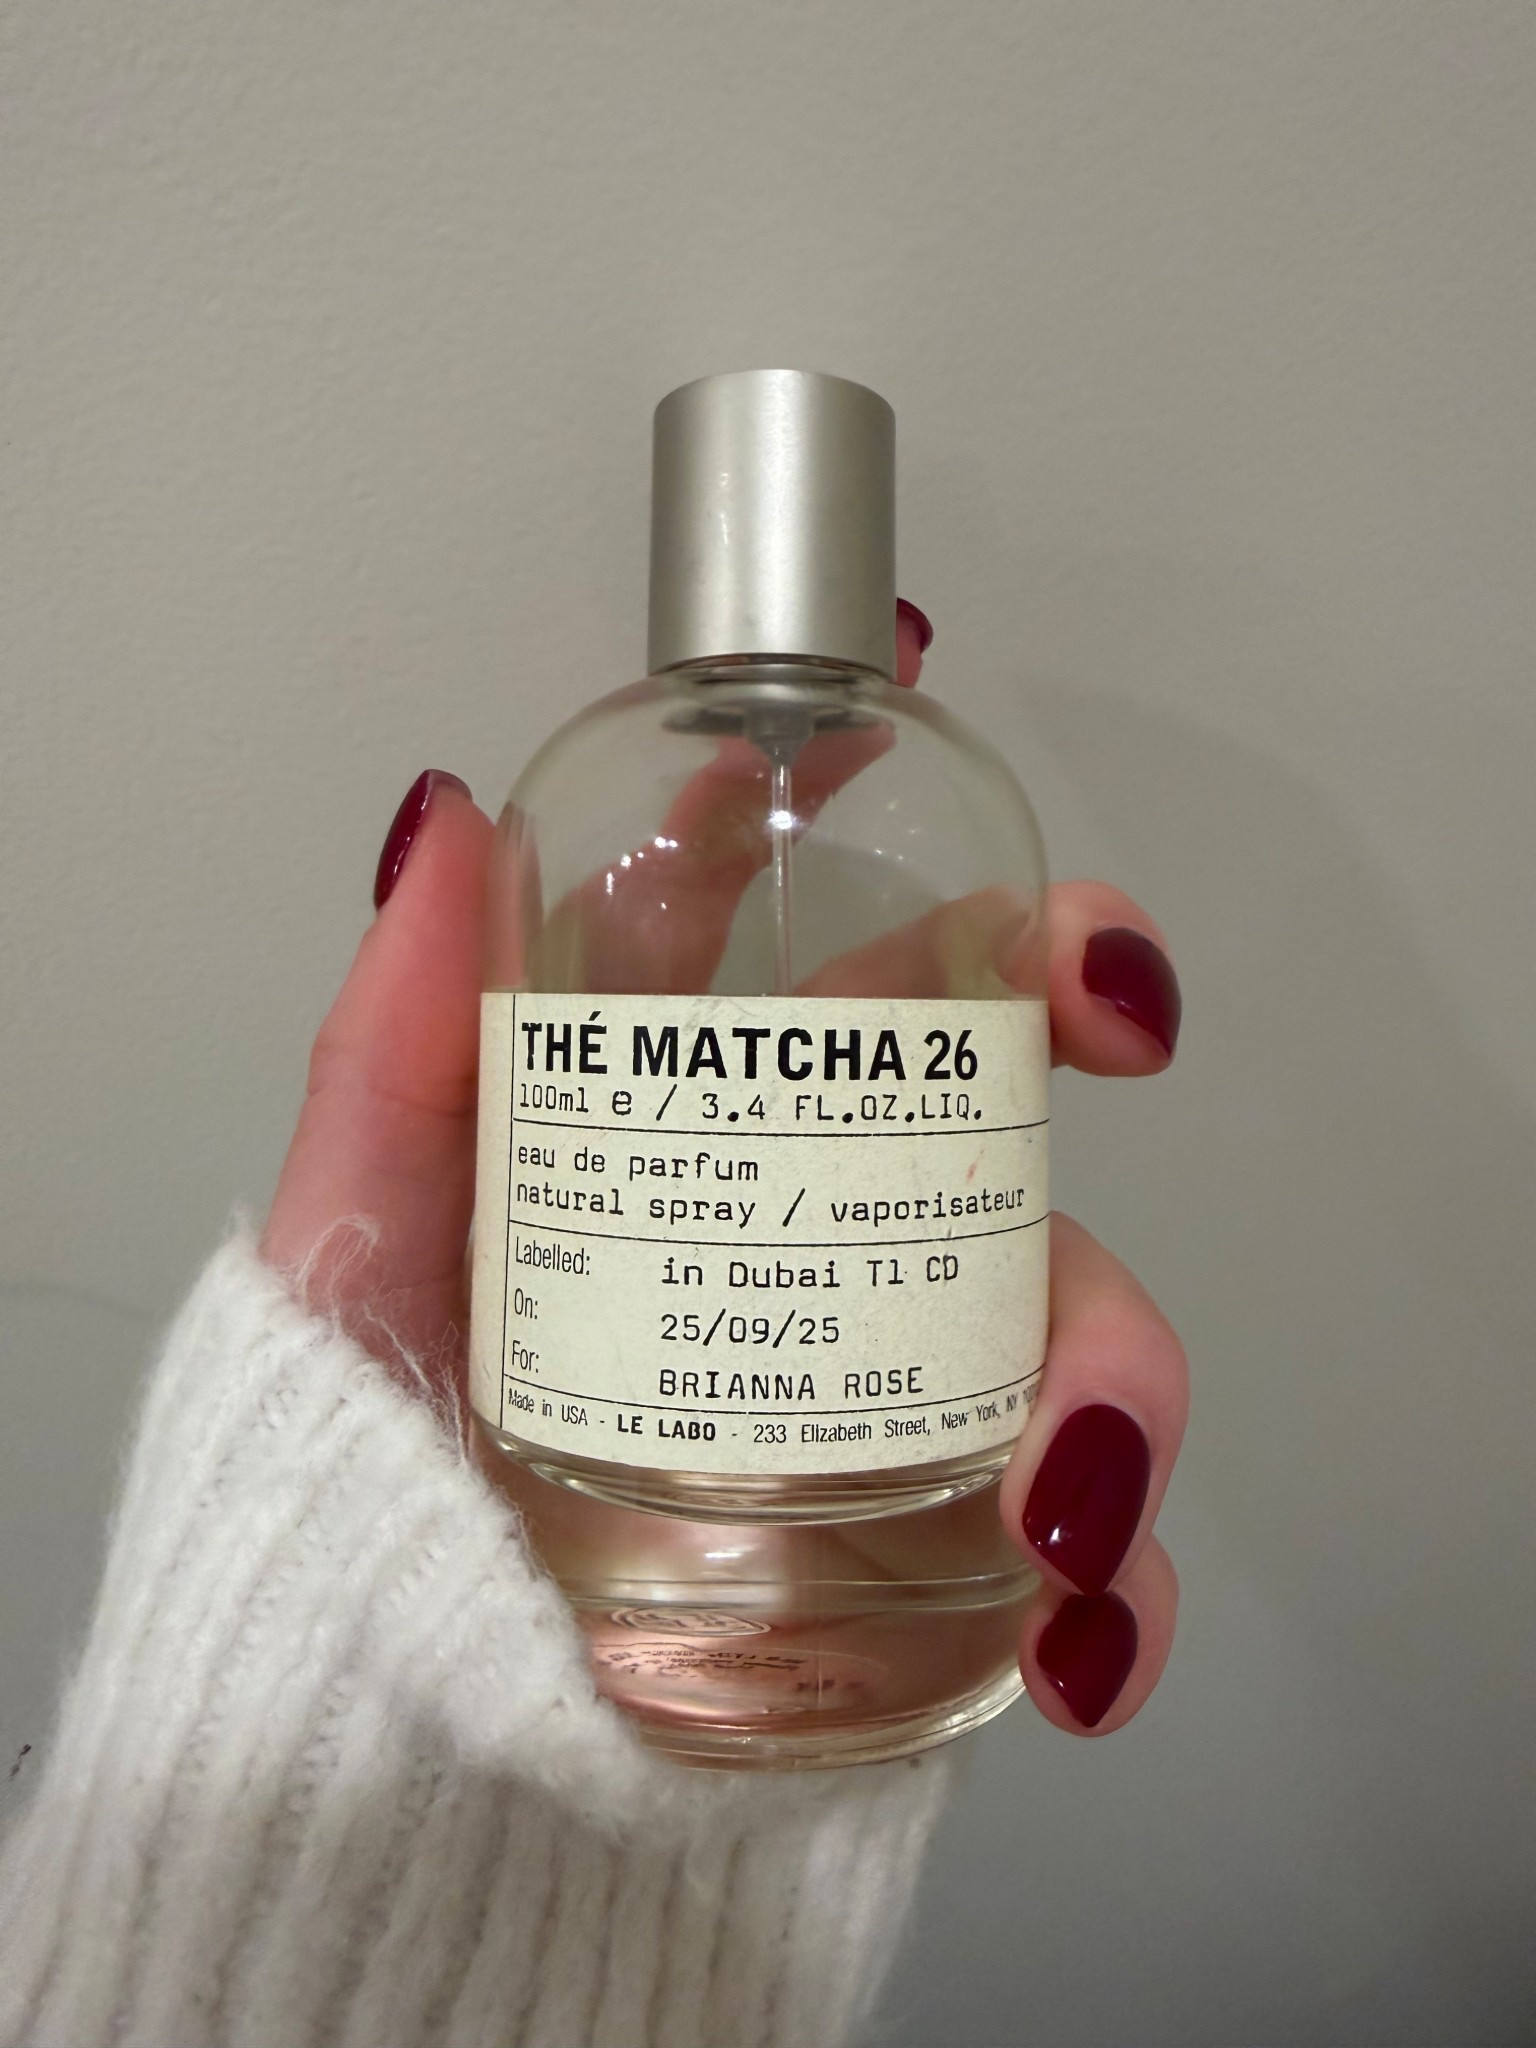 THÉ MATCHA 26
100ml e / 3.4 FL.OZ.LIQ.
eau de parfum
natural spray / vaporisateur
Labelled: in Dubai T1 CD
On: 25/09/25
For: BRIANNA ROSE
Made in USA - LE LABO - 233 Elizabeth Street, New York, NY